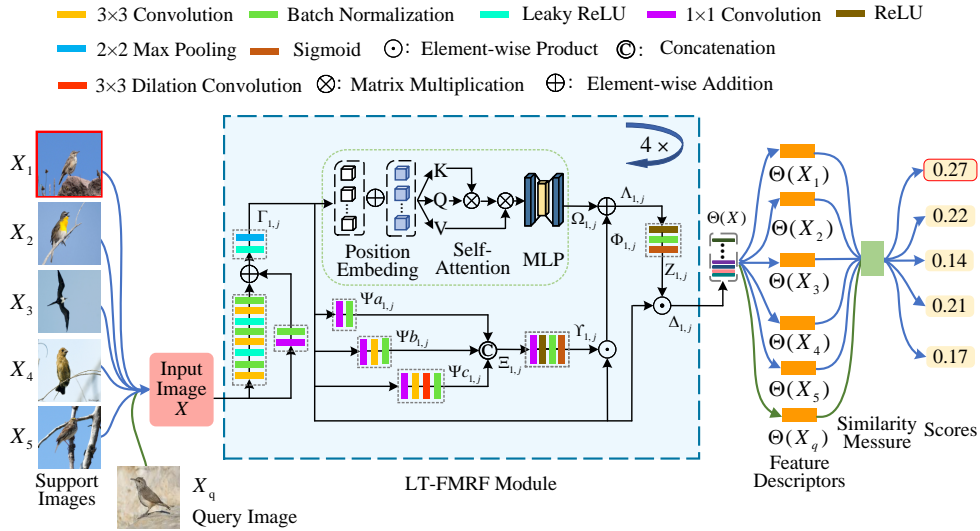 3×3 Convolution Batch Normalization Leaky ReLU 1×1 Convolution ReLU
2×2 Max Pooling Sigmoid ⊙: Element-wise Product ©: Concatenation
3×3 Dilation Convolution ⊗: Matrix Multiplication ⊕: Element-wise Addition
4 ×
X1
X2
X3
X4
X5
Support
Images
Xq
Query Image
Input
Image
X
Γ1,j
Position
Embeding
K
Q
V
Self-
Attention
MLP
Ω1,j
Λ1,j
Φ1,j
Z1,j
Δ1,j
Ψa1,j
Ψb1,j
Ψc1,j
©
Ξ1,j
ϒ1,j
LT-FMRF Module
Θ(X)
Θ(X1)
Θ(X2)
Θ(X3)
Θ(X4)
Θ(X5)
Θ(Xq)
Feature
Descriptors
Similarity
Messure
0.27
0.22
0.14
0.21
0.17
Scores